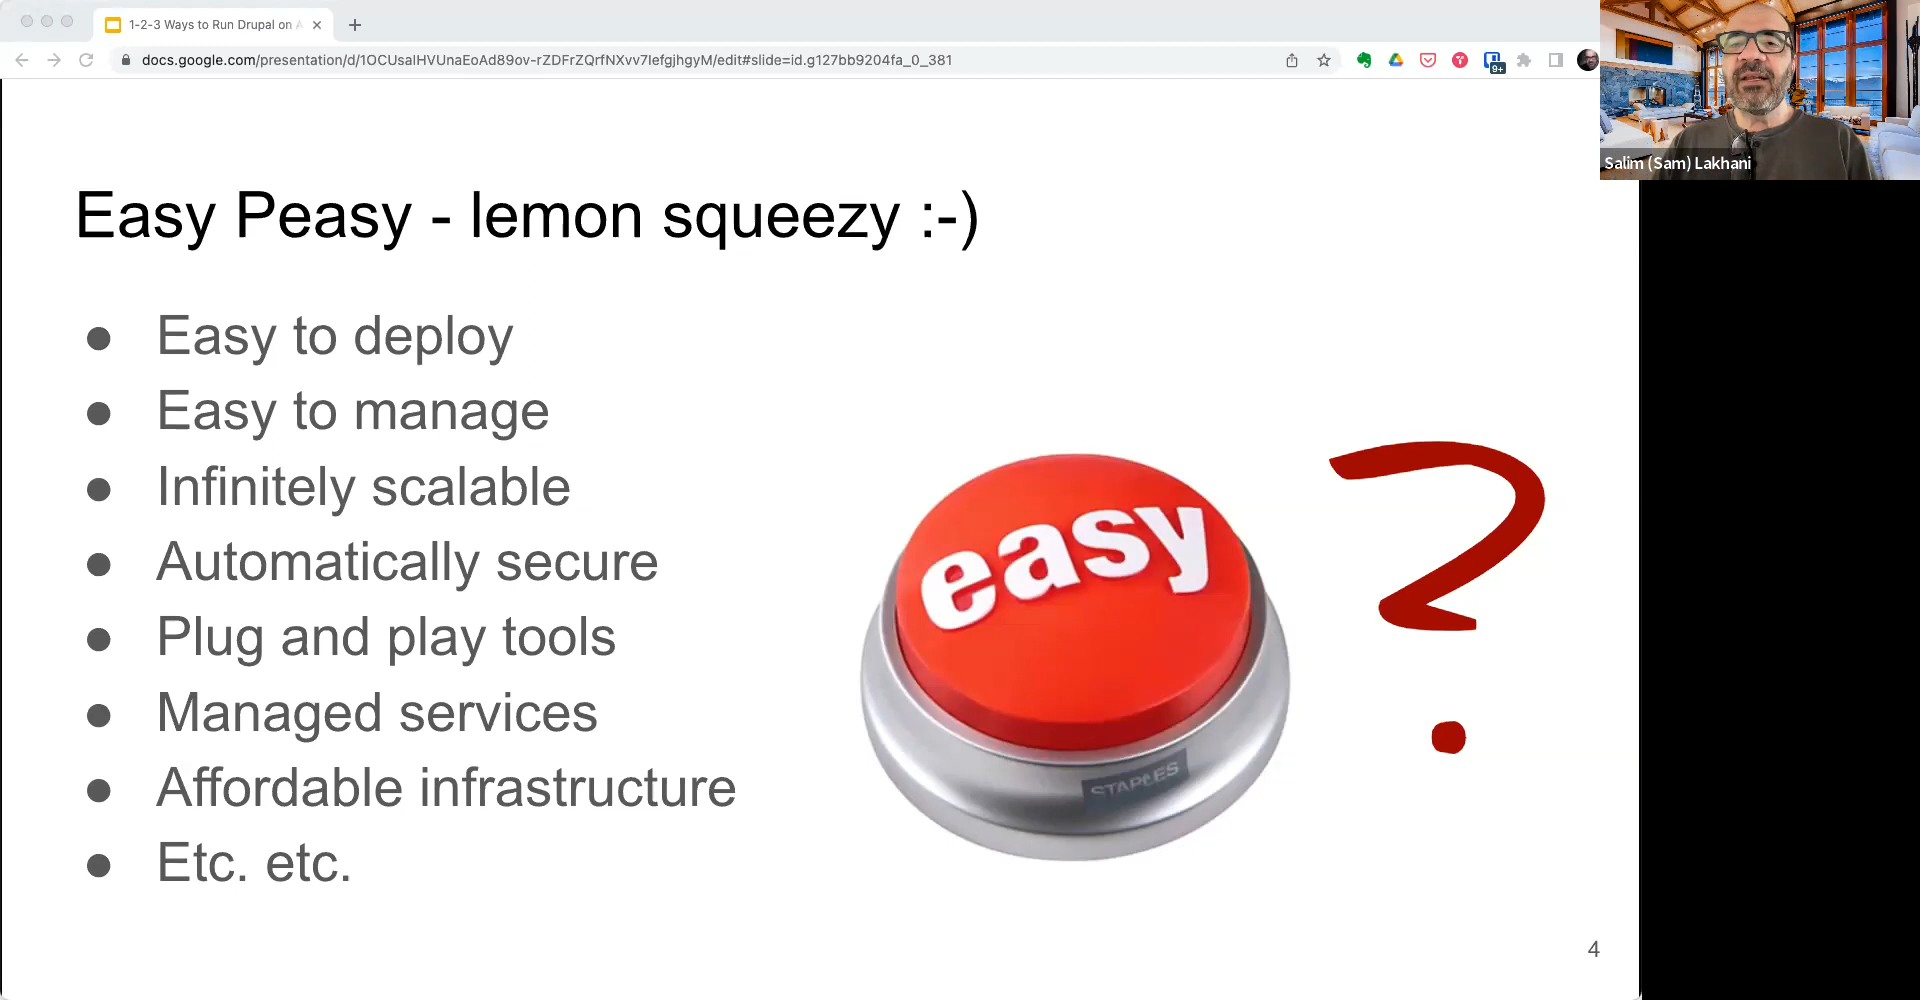 1-2-3 Ways to Run Drupal on A
docs.google.com/presentation/d/1OCUsalHVUnaEoAd89ov-rZDFrZQrfNXvv7lefgjhgyM/edit#slide=id.g127bb9204fa_0_381
9+
Salim (Sam) Lakhani
Easy Peasy - lemon squeezy :-)
● Easy to deploy
● Easy to manage
● Infinitely scalable
● Automatically secure
● Plug and play tools
● Managed services
● Affordable infrastructure
● Etc. etc.
easy
STAPLES
?
4